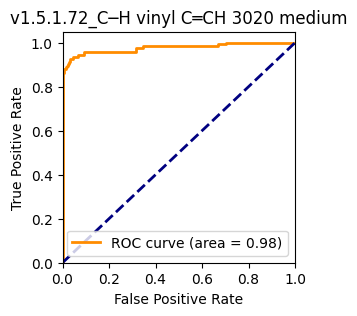 v1.5.1.72_C─H vinyl C═CH 3020 medium
True Positive Rate
1.0
0.8
0.6
0.4
0.2
0.0
ROC curve (area = 0.98)
0.0 0.2 0.4 0.6 0.8 1.0
False Positive Rate